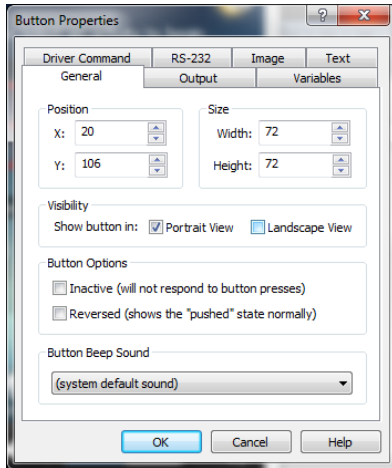 Button Properties
?
Driver Command RS-232 Image Text
General Output Variables
Position Size
X: 20 Width: 72
Y: 106 Height: 72
Visibility
Show button in: Portrait View Landscape View
Button Options
Inactive (will not respond to button presses)
Reversed (shows the "pushed" state normally)
Button Beep Sound
(system default sound)
OK Cancel Help